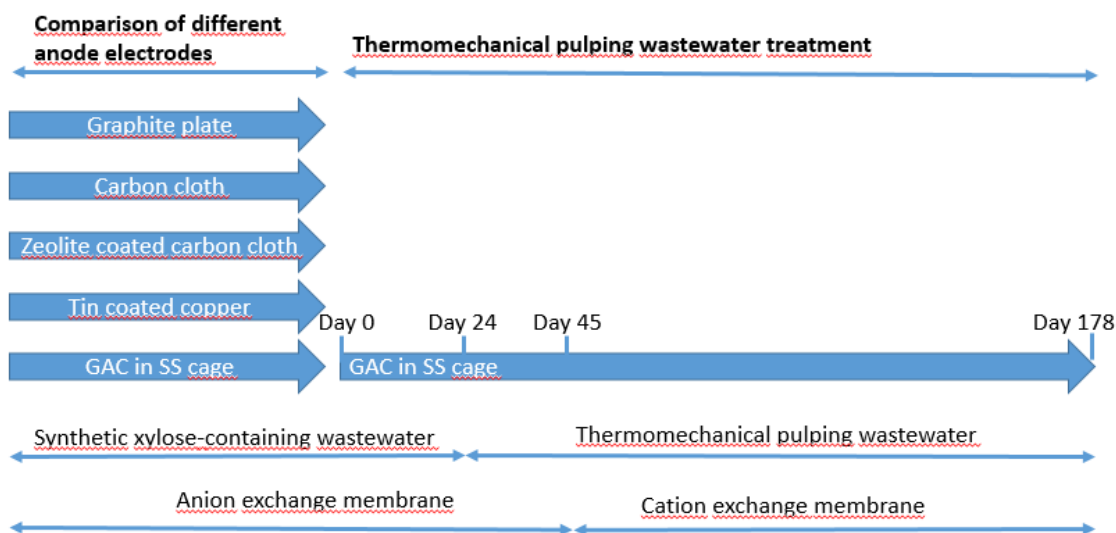 Comparison of different
anode electrodes
Thermomechanical pulping wastewater treatment
Graphite plate
Carbon cloth
Zeolite coated carbon cloth
Tin coated copper
Day 0
Day 24
Day 45
Day 178
GAC in SS cage
GAC in SS cage
Synthetic xylose-containing wastewater
Thermomechanical pulping wastewater
Anion exchange membrane
Cation exchange membrane